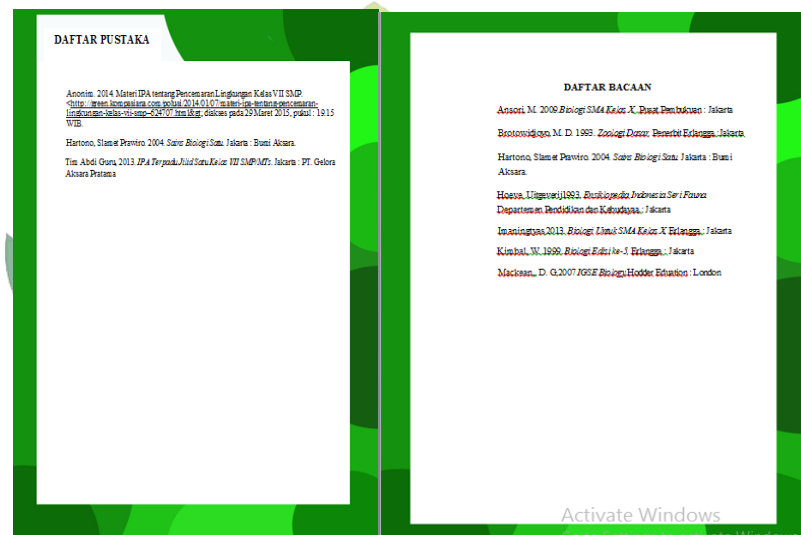 DAFTAR PUSTAKA
Anonim. 2014. Materi IPA tentang Pencemaran Lingkungan Kelas VII SMP.
<http://green.kompasiana.com/polusi/2014/01/07/materi-ipa-tentang-pencemaran-
lingkungan-kelas-vii-smp-624707.html&gt, diakses pada 29 Maret 2015, pukul : 19.15
WIB.
Hartono, Slamet Prawiro. 2004. Sains Biologi Satu. Jakarta : Bumi Aksara.
Tim Abdi Guru, 2013. IPA Terpadu Jilid Satu Kelas VII SMP/MTs. Jakarta : PT. Gelora
Aksara Pratama
DAFTAR BACAAN
Ansori, M. 2009.Biologi SMA Kelas X, Pusat Pembukuan : Jakarta
Brotowidjoyo, M. D. 1993. Zoologi Dasar, Penerbit Erlangga :Jakarta
Hartono, Slamet Prawiro. 2004. Sains Biologi Satu. Jakarta : Bumi
Aksara.
Hoeve, Uitgeverij1993. Ensiklopedia Indonesia Seri Fauna
Departemen Pendidikan dan Kebudayaa, : Jakarta
Imaningtyas,2013. Biologi Untuk SMA Kelas X. Erlangga, : Jakarta
Kimbal, W. 1999. Biologi Edisi ke-5, Erlangga, : Jakarta
Mackean,, D. G,2007 IGSE Biology,Hodder Eduation : London
Activate Windows